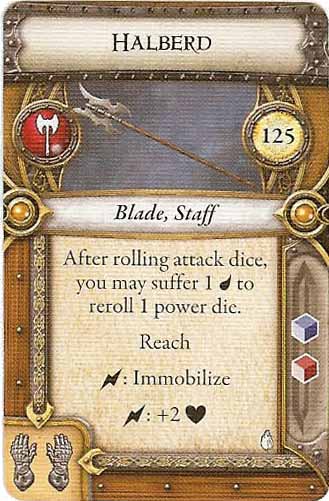 HALBERD
125
Blade, Staff
After rolling attack dice,
you may suffer 1 to
reroll 1 power die.
Reach
: Immobilize
: +2